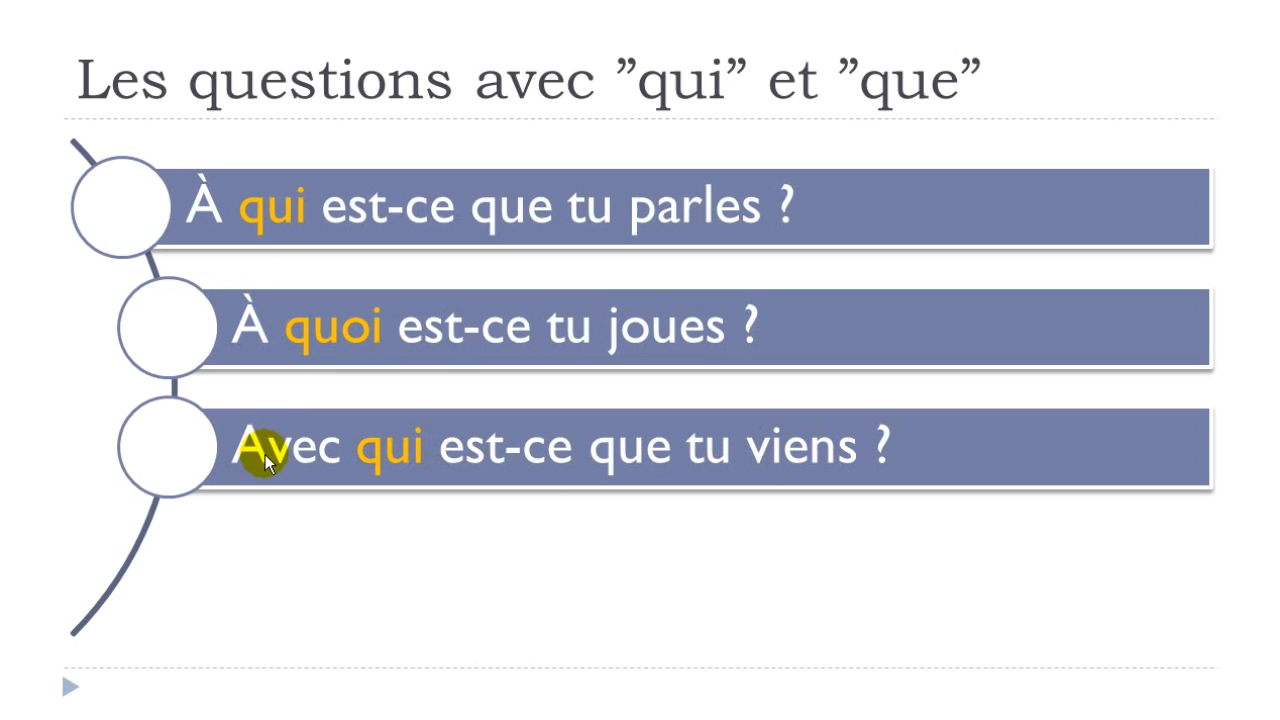 Les questions avec ”qui” et ”que”
À qui est-ce que tu parles ?
À quoi est-ce tu joues ?
Avec qui est-ce que tu viens ?